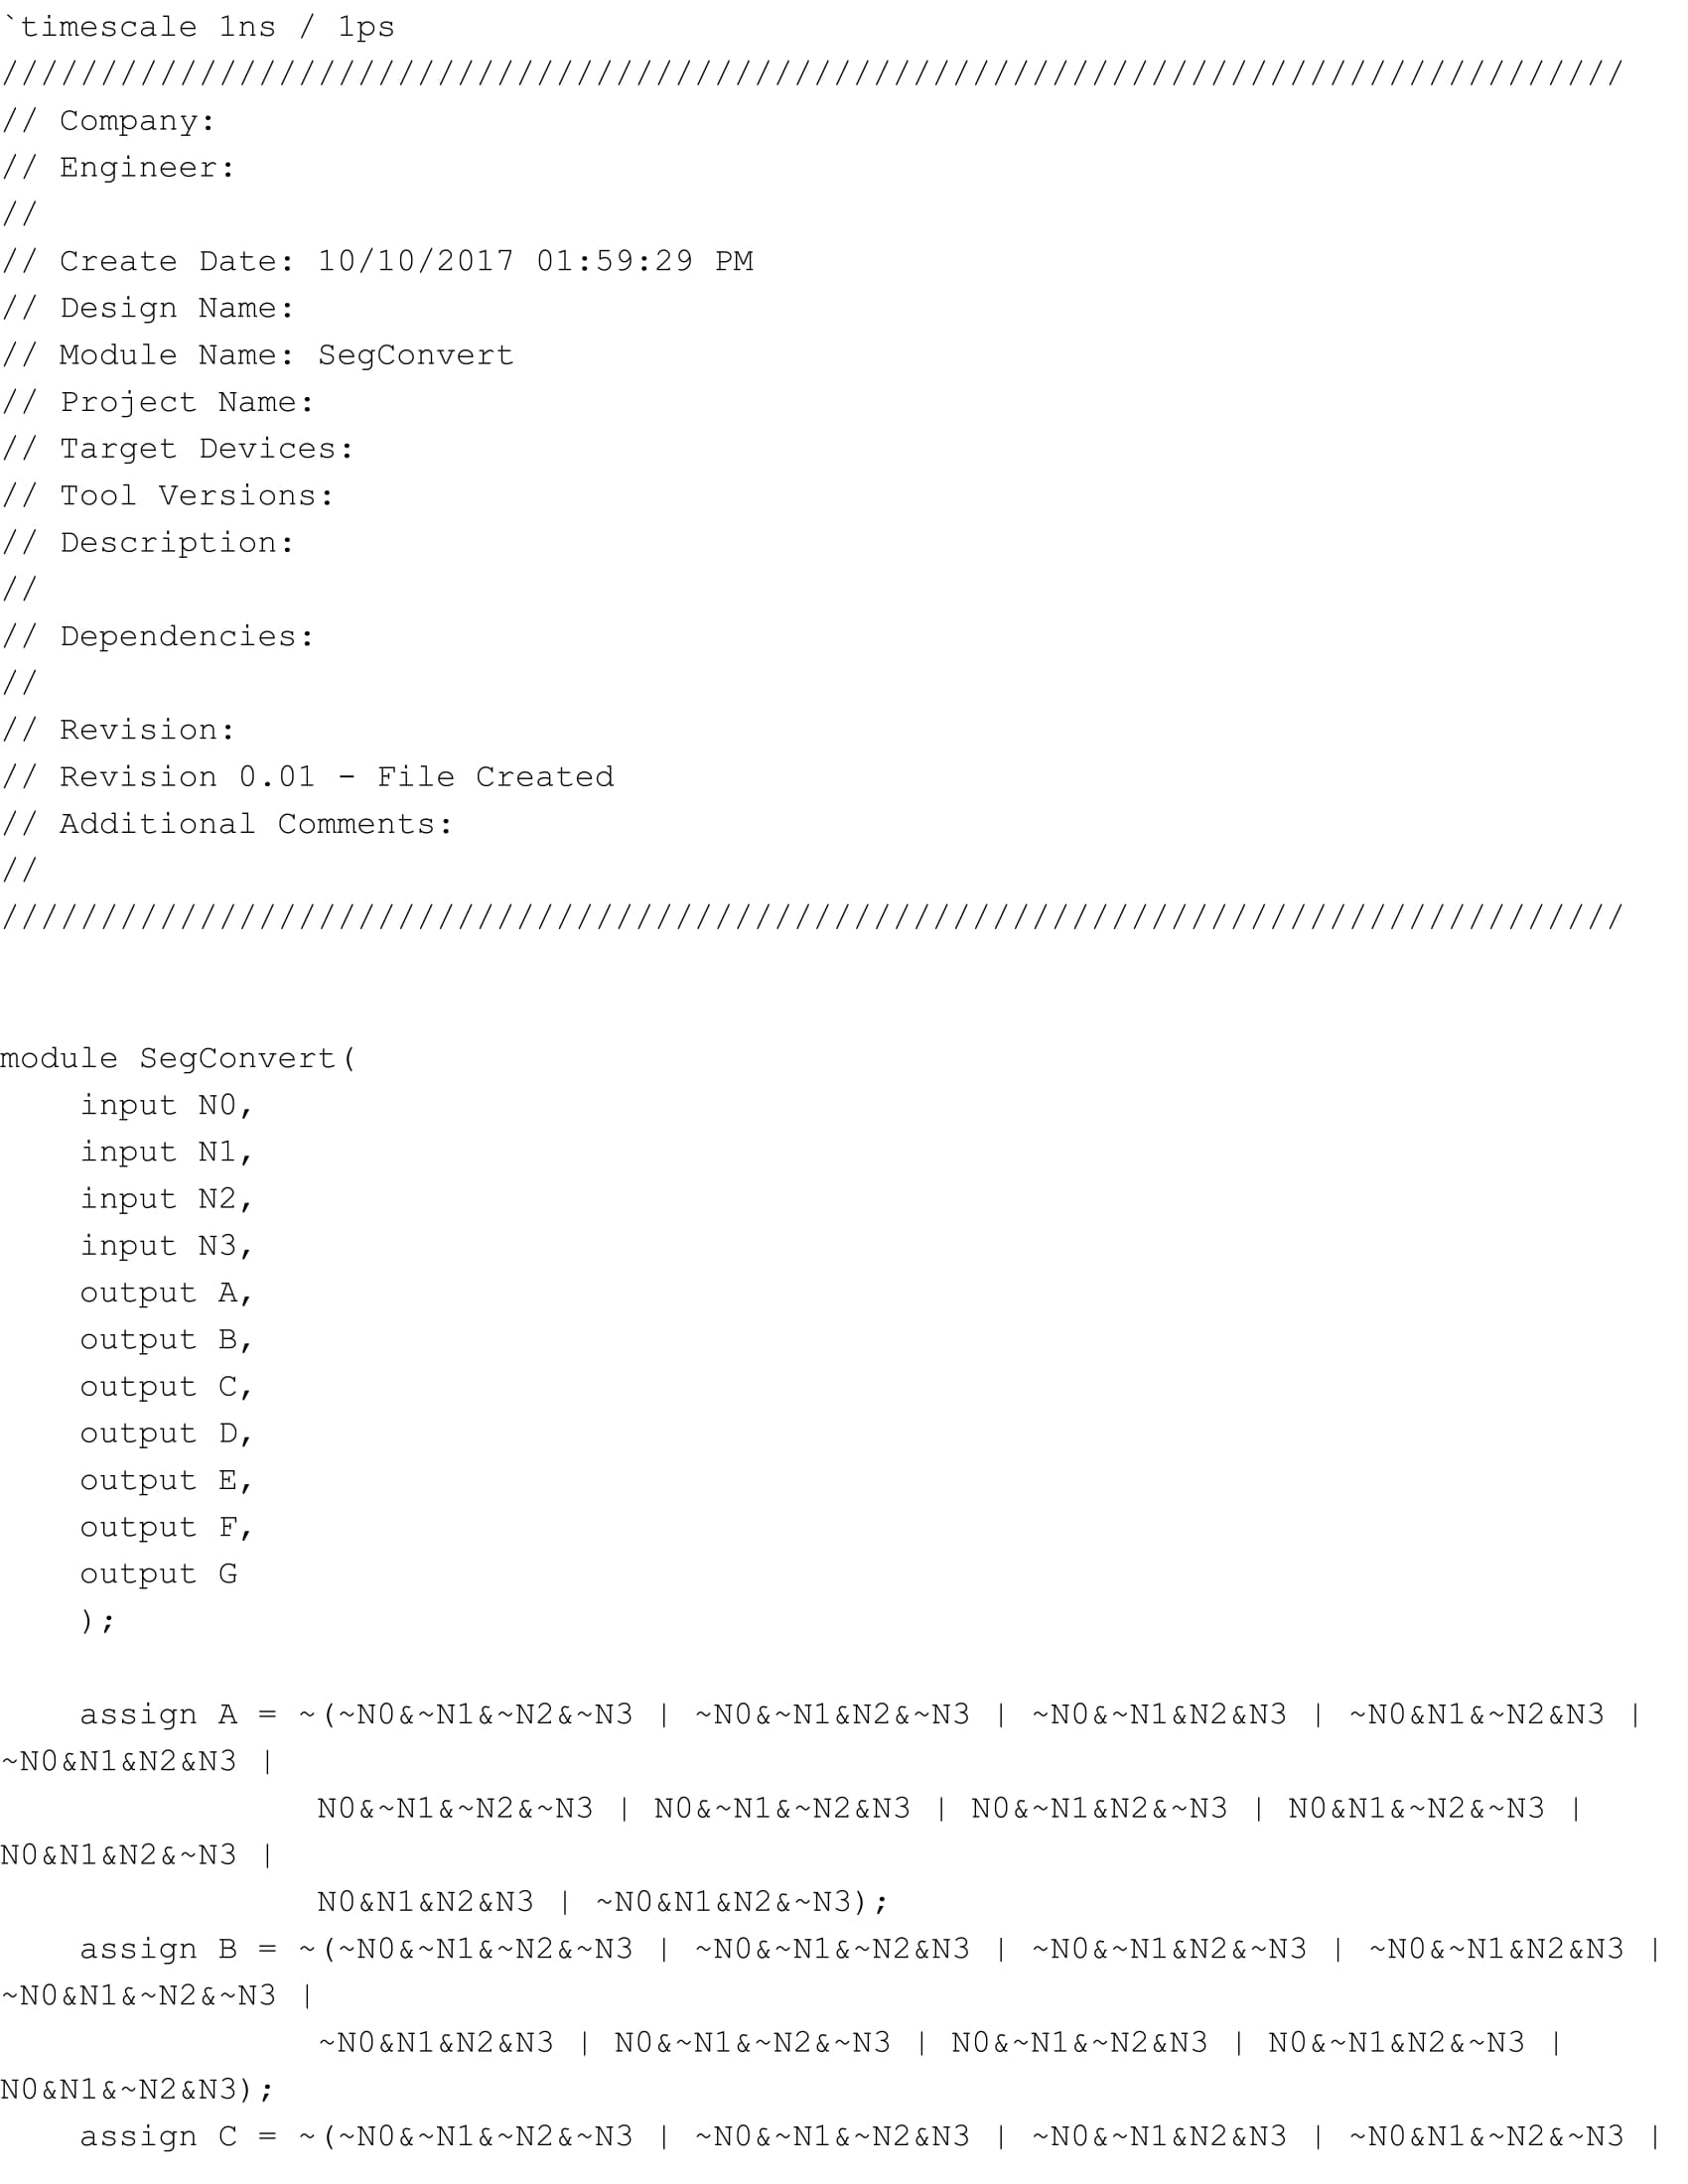 `timescale 1ns / 1ps
//////////////////////////////////////////////////////////////////////////////////
// Company:
// Engineer:
//
// Create Date: 10/10/2017 01:59:29 PM
// Design Name:
// Module Name: SegConvert
// Project Name:
// Target Devices:
// Tool Versions:
// Description:
//
// Dependencies:
//
// Revision:
// Revision 0.01 - File Created
// Additional Comments:
//
//////////////////////////////////////////////////////////////////////////////////
module SegConvert(
    input N0,
    input N1,
    input N2,
    input N3,
    output A,
    output B,
    output C,
    output D,
    output E,
    output F,
    output G
    );
    assign A = ~(~N0&~N1&~N2&~N3 | ~N0&~N1&N2&~N3 | ~N0&~N1&N2&N3 | ~N0&N1&~N2&N3 |
~N0&N1&N2&N3 |
                N0&~N1&~N2&~N3 | N0&~N1&~N2&N3 | N0&~N1&N2&~N3 | N0&N1&~N2&~N3 |
N0&N1&N2&~N3 |
                N0&N1&N2&N3 | ~N0&N1&N2&~N3);
    assign B = ~(~N0&~N1&~N2&~N3 | ~N0&~N1&~N2&N3 | ~N0&~N1&N2&~N3 | ~N0&~N1&N2&N3 |
~N0&N1&~N2&~N3 |
                ~N0&N1&N2&N3 | N0&~N1&~N2&~N3 | N0&~N1&~N2&N3 | N0&~N1&N2&~N3 |
N0&N1&~N2&N3);
    assign C = ~(~N0&~N1&~N2&~N3 | ~N0&~N1&~N2&N3 | ~N0&~N1&N2&N3 | ~N0&N1&~N2&~N3 |